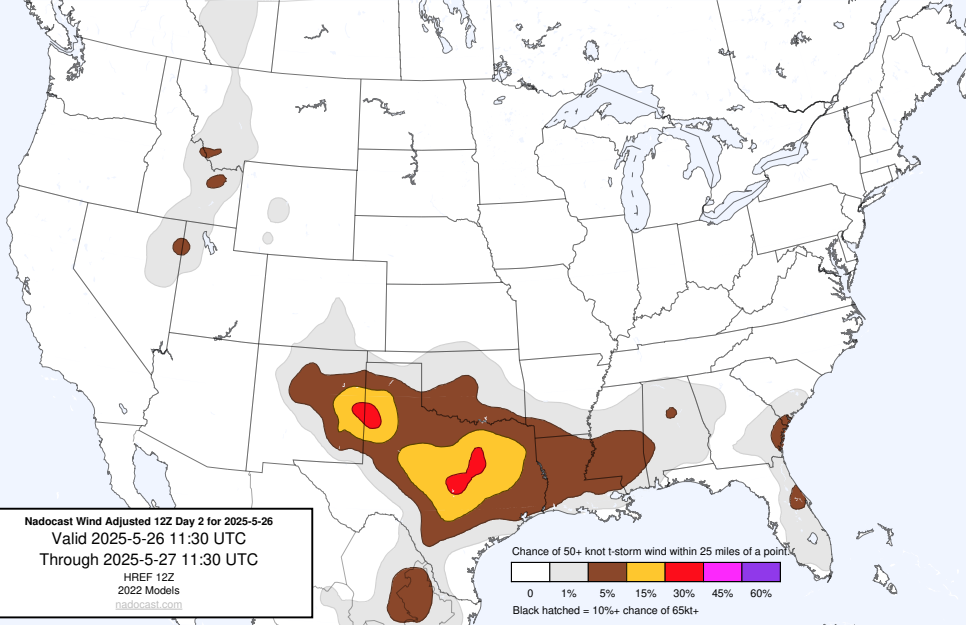 Nadocast Wind Adjusted 12Z Day 2 for 2025-5-26
Valid 2025-5-26 11:30 UTC
Through 2025-5-27 11:30 UTC
HREF 12Z
2022 Models
nadocast.com
Chance of 50+ knot t-storm wind within 25 miles of a point.
0 1% 5% 15% 30% 45% 60%
Black hatched = 10%+ chance of 65kt+